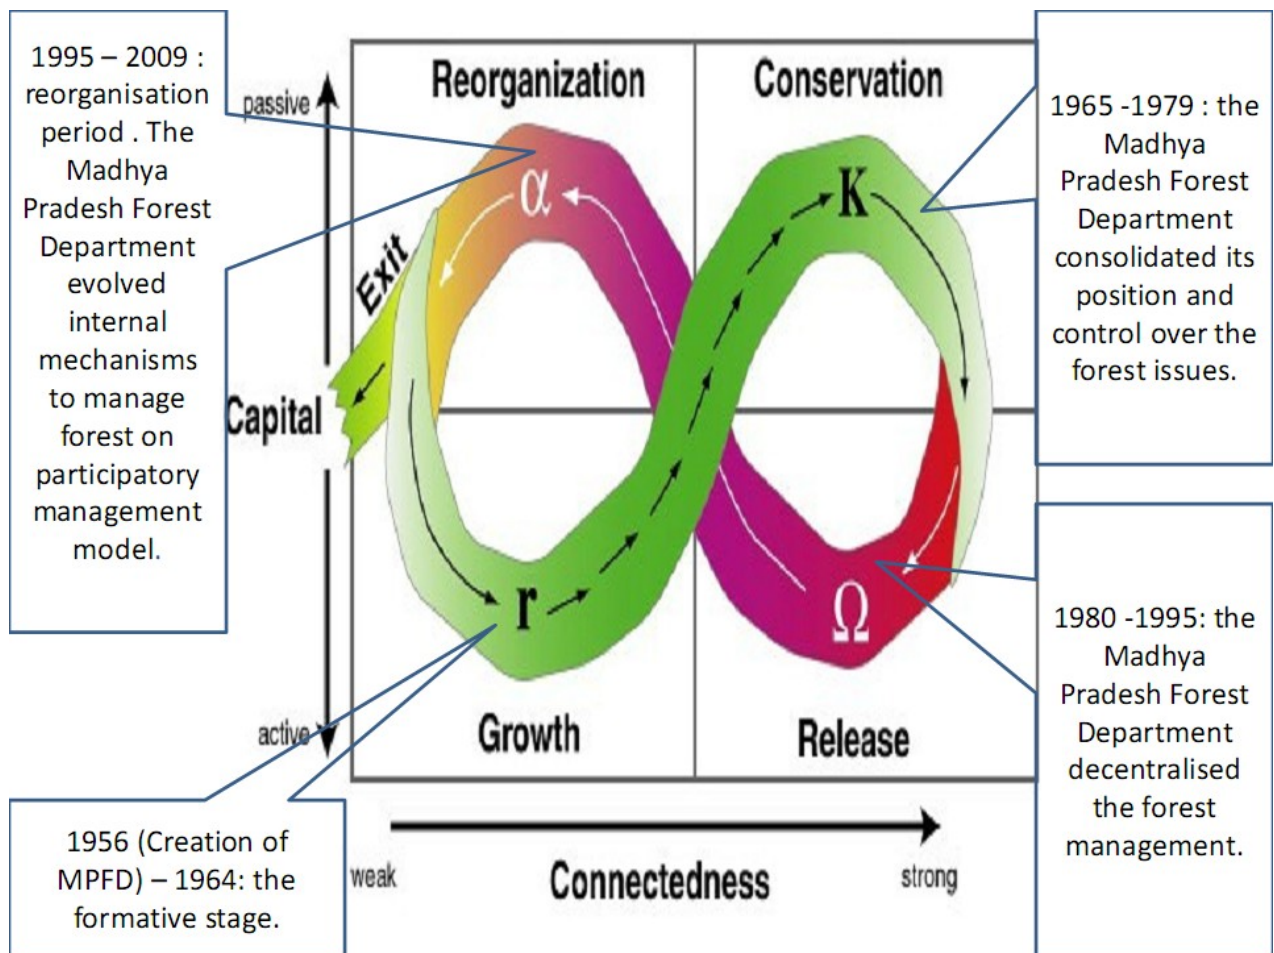 1995 – 2009 :
reorganisation
period . The
Madhya
Pradesh Forest
Department
evolved
internal
mechanisms
to manage
forest on
participatory
management
model.
passive
Capital
active
Reorganization
Conservation
α
K
Exit
r
Ω
Growth
Release
weak
Connectedness
strong
1965 -1979 : the
Madhya
Pradesh Forest
Department
consolidated its
position and
control over the
forest issues.
1980 -1995: the
Madhya
Pradesh Forest
Department
decentralised
the forest
management.
1956 (Creation of
MPFD) – 1964: the
formative stage.